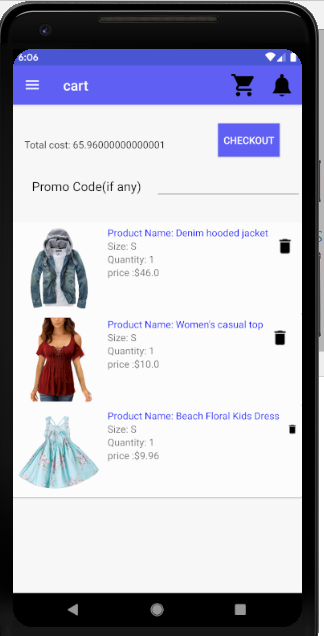 6:06
cart
Total cost: 65.96000000000001
CHECKOUT
Promo Code(if any)
Product Name: Denim hooded jacket
Size: S
Quantity: 1
price :$46.0
Product Name: Women's casual top
Size: S
Quantity: 1
price :$10.0
Product Name: Beach Floral Kids Dress
Size: S
Quantity: 1
price :$9.96